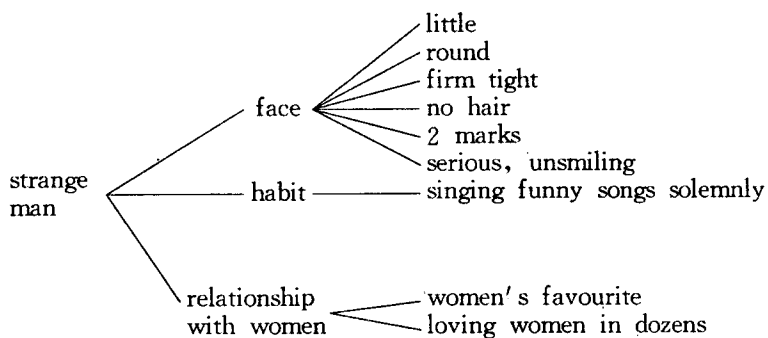 little
round
firm tight
face
no hair
2 marks
serious, unsmiling
strange
man
habit
singing funny songs solemnly
relationship
with women
women's favourite
loving women in dozens